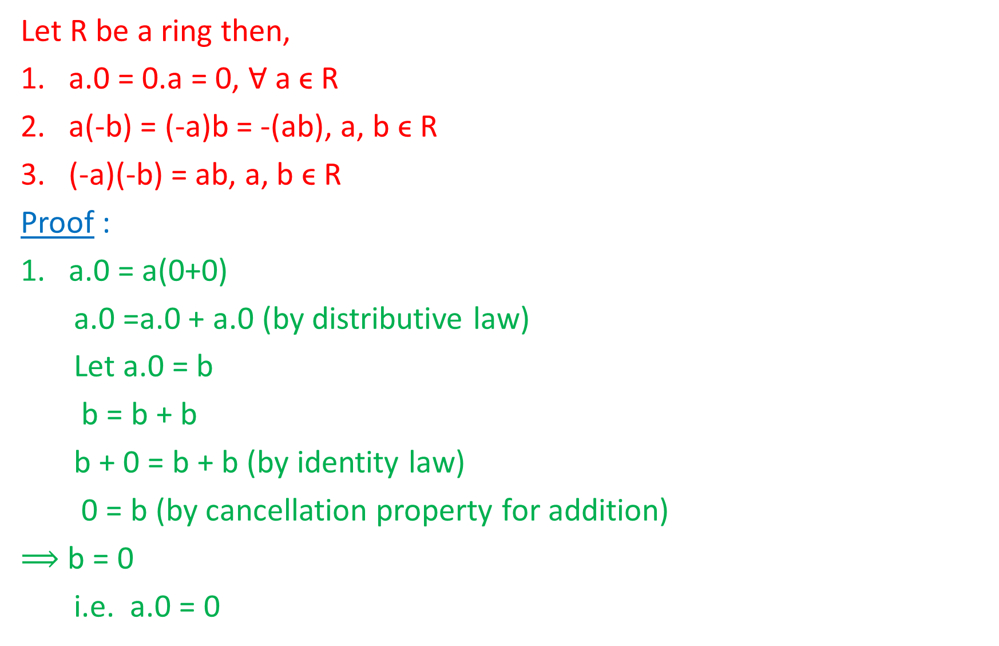 Let R be a ring then,
1. a.0 = 0.a = 0, ∀ a ϵ R
2. a(-b) = (-a)b = -(ab), a, b ϵ R
3. (-a)(-b) = ab, a, b ϵ R
Proof :
1. a.0 = a(0+0)
a.0 =a.0 + a.0 (by distributive law)
Let a.0 = b
b = b + b
b + 0 = b + b (by identity law)
0 = b (by cancellation property for addition)
⟹ b = 0
i.e. a.0 = 0